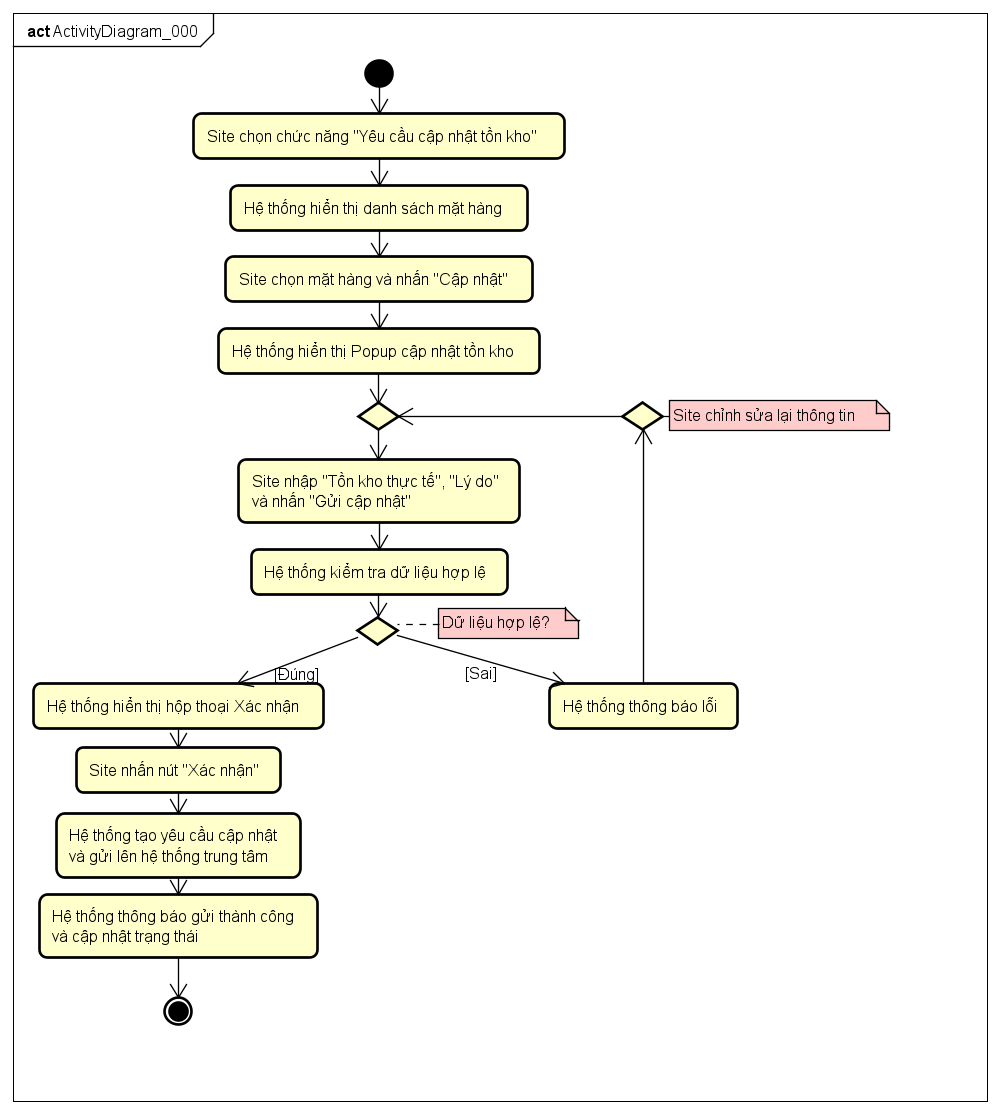 act ActivityDiagram_000
Site chọn chức năng "Yêu cầu cập nhật tồn kho"
Hệ thống hiển thị danh sách mặt hàng
Site chọn mặt hàng và nhấn "Cập nhật"
Hệ thống hiển thị Popup cập nhật tồn kho
Site chỉnh sửa lại thông tin
Site nhập "Tồn kho thực tế", "Lý do"
và nhấn "Gửi cập nhật"
Hệ thống kiểm tra dữ liệu hợp lệ
Dữ liệu hợp lệ?
[Đúng]
[Sai]
Hệ thống hiển thị hộp thoại Xác nhận
Hệ thống thông báo lỗi
Site nhấn nút "Xác nhận"
Hệ thống tạo yêu cầu cập nhật
và gửi lên hệ thống trung tâm
Hệ thống thông báo gửi thành công
và cập nhật trạng thái